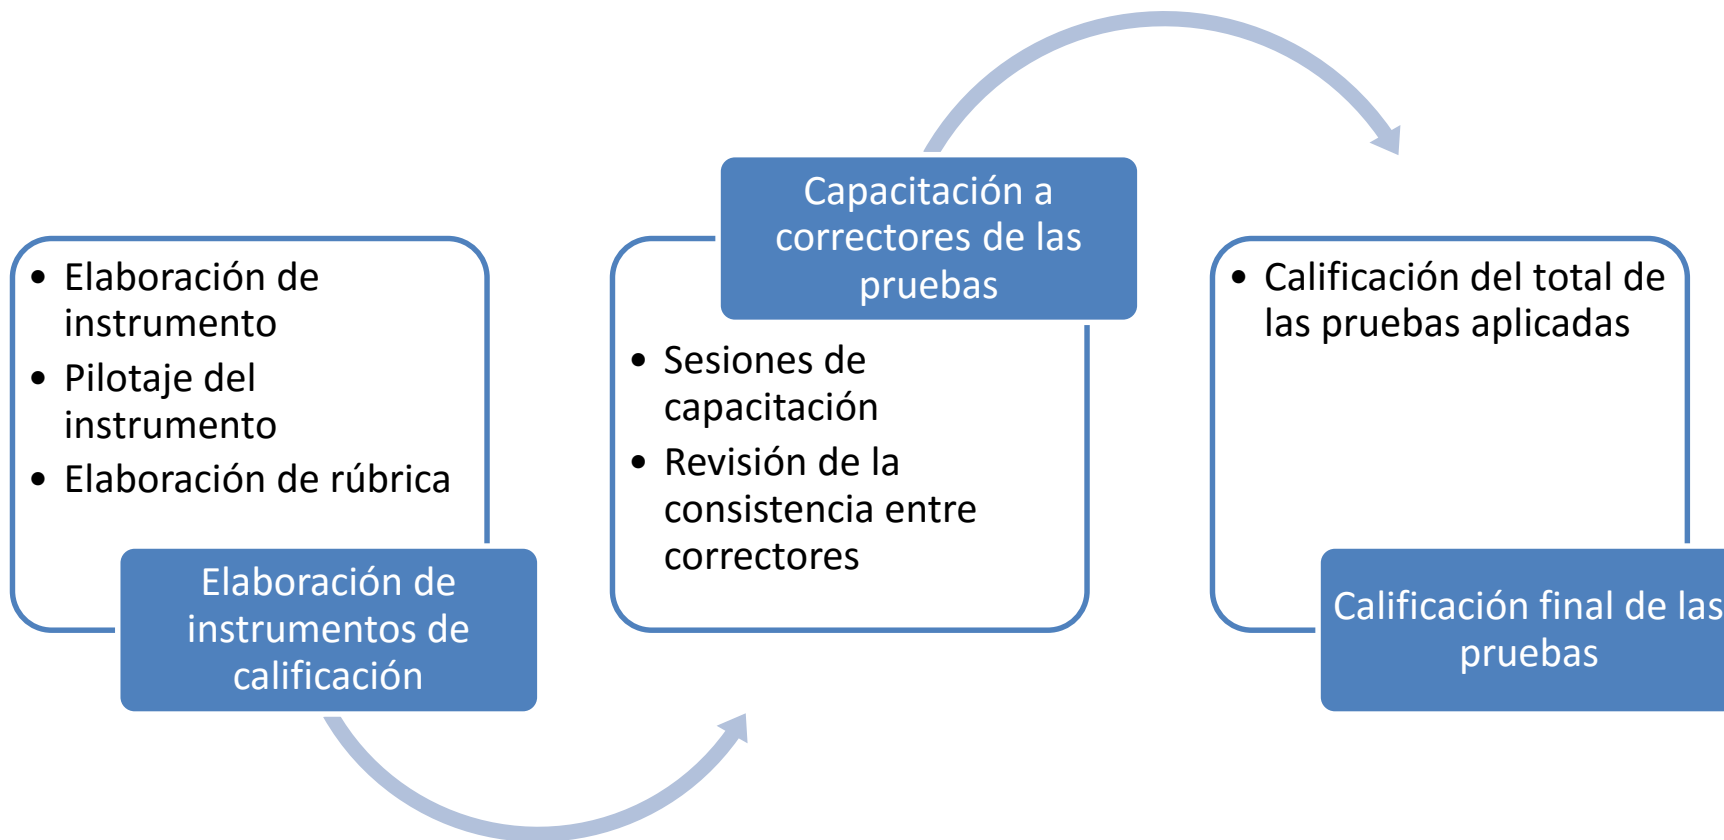 • Elaboración de
instrumento
• Pilotaje del
instrumento
• Elaboración de rúbrica
Elaboración de
instrumentos de
calificación
Capacitación a
correctores de las
pruebas
• Sesiones de
capacitación
• Revisión de la
consistencia entre
correctores
• Calificación del total de
las pruebas aplicadas
Calificación final de las
pruebas